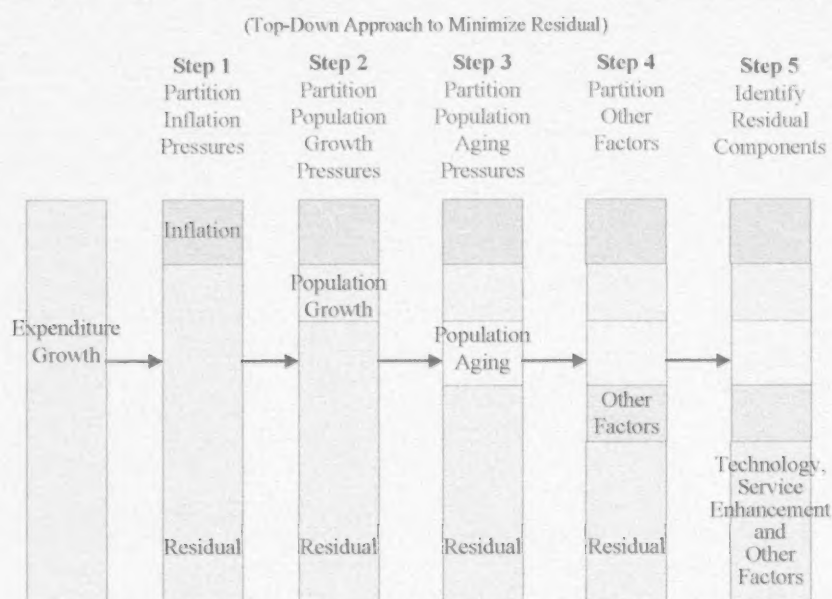 (Top-Down Approach to Minimize Residual)
Step 1
Partition
Inflation
Pressures
Step 2
Partition
Population
Growth
Pressures
Step 3
Partition
Population
Aging
Pressures
Step 4
Partition
Other
Factors
Step 5
Identify
Residual
Components
Expenditure
Growth
Inflation
Residual
Population
Growth
Residual
Population
Aging
Residual
Other
Factors
Residual
Technology,
Service
Enhancement
and
Other
Factors